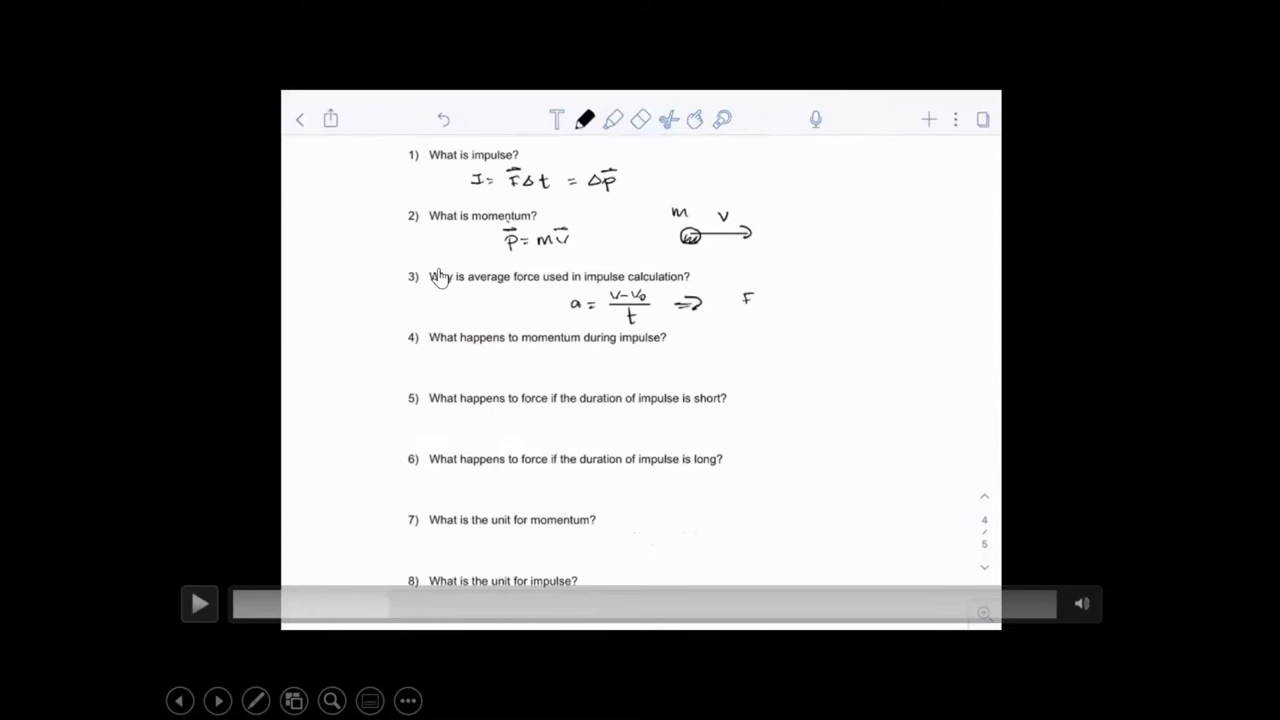 1) What is impulse?
I = F⃗ Δt = Δp⃗
2) What is momentum?
p⃗ = mv⃗
m v
3) Why is average force used in impulse calculation?
a = v-v₀/t ⇒ F
4) What happens to momentum during impulse?
5) What happens to force if the duration of impulse is short?
6) What happens to force if the duration of impulse is long?
4
/
5
7) What is the unit for momentum?
8) What is the unit for impulse?